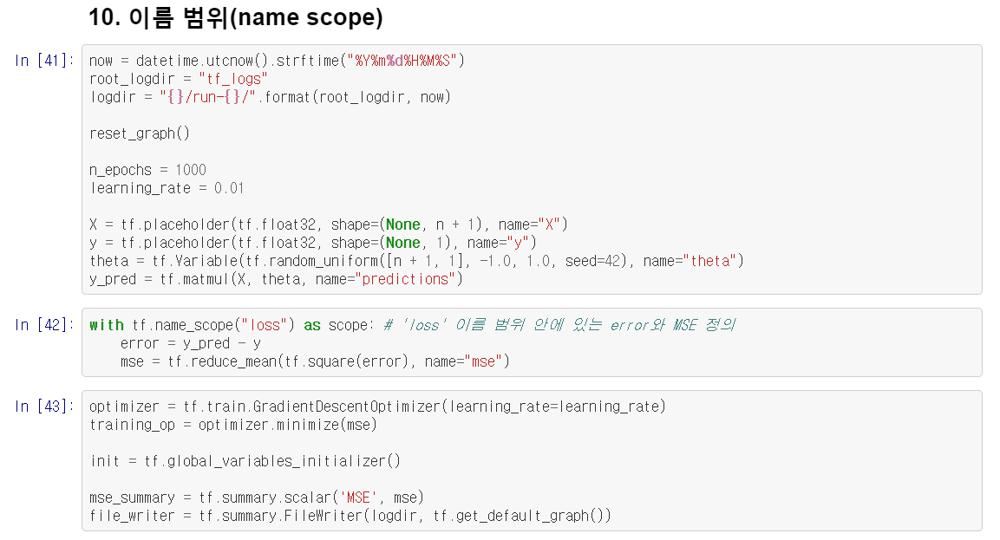 10. 이름 범위(name scope)
In [41]:
now = datetime.utcnow().strftime("%Y%m%d%H%M%S")
root_logdir = "tf_logs"
logdir = "{}/run-{}/".format(root_logdir, now)
reset_graph()
n_epochs = 1000
learning_rate = 0.01
X = tf.placeholder(tf.float32, shape=(None, n + 1), name="X")
y = tf.placeholder(tf.float32, shape=(None, 1), name="y")
theta = tf.Variable(tf.random_uniform([n + 1, 1], -1.0, 1.0, seed=42), name="theta")
y_pred = tf.matmul(X, theta, name="predictions")
In [42]:
with tf.name_scope("loss") as scope: # 'loss' 이름 범위 안에 있는 error와 MSE 정의
    error = y_pred - y
    mse = tf.reduce_mean(tf.square(error), name="mse")
In [43]:
optimizer = tf.train.GradientDescentOptimizer(learning_rate=learning_rate)
training_op = optimizer.minimize(mse)
init = tf.global_variables_initializer()
mse_summary = tf.summary.scalar('MSE', mse)
file_writer = tf.summary.FileWriter(logdir, tf.get_default_graph())